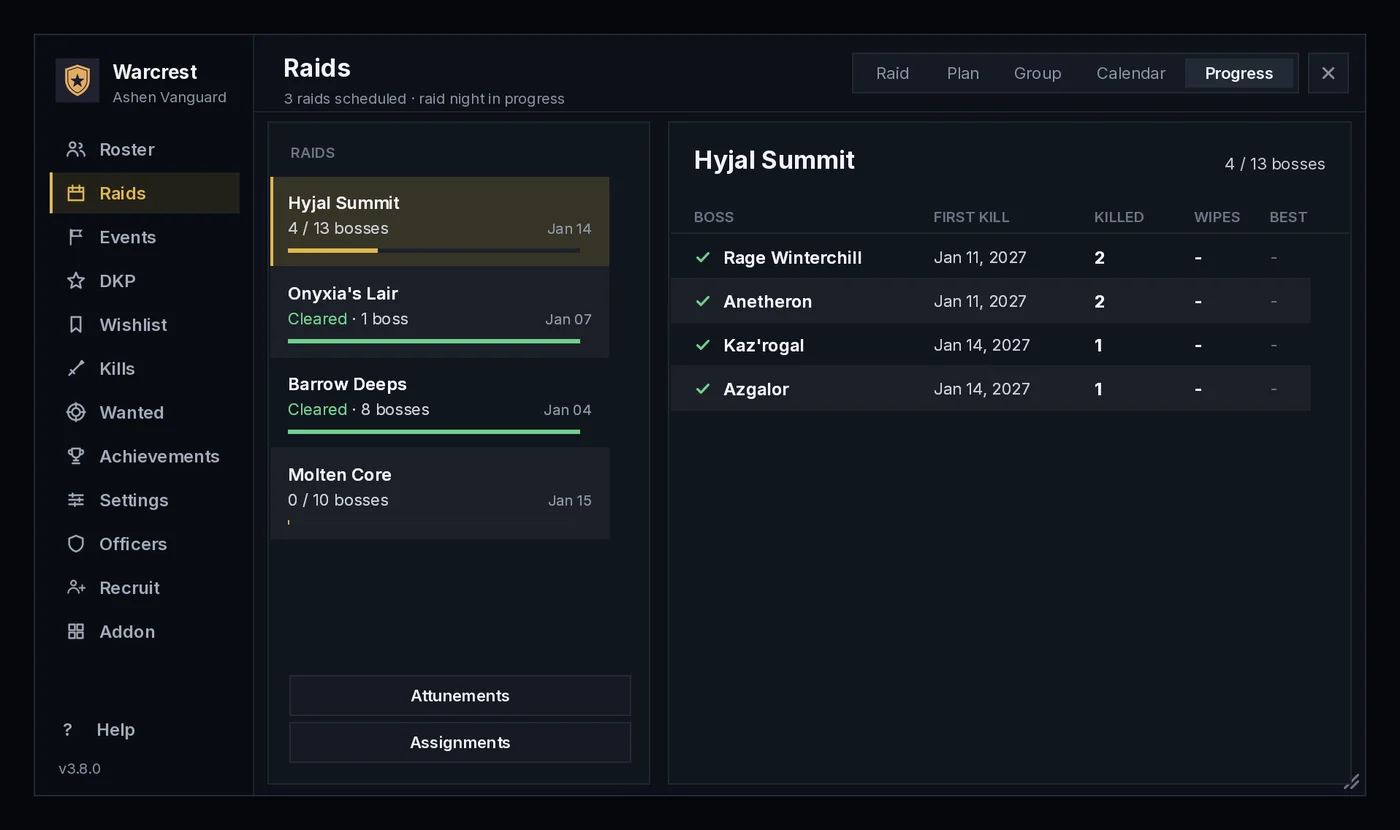 Warcrest
Ashen Vanguard
Roster
Raids
Events
DKP
Wishlist
Kills
Wanted
Achievements
Settings
Officers
Recruit
Addon
? Help
v3.8.0
Raids
3 raids scheduled · raid night in progress
Raid Plan Group Calendar Progress
RAIDS
Hyjal Summit
4 / 13 bosses Jan 14
Onyxia's Lair
Cleared · 1 boss Jan 07
Barrow Deeps
Cleared · 8 bosses Jan 04
Molten Core
0 / 10 bosses Jan 15
Attunements
Assignments
Hyjal Summit 4 / 13 bosses
BOSS FIRST KILL KILLED WIPES BEST
Rage Winterchill Jan 11, 2027 2 - -
Anetheron Jan 11, 2027 2 - -
Kaz'rogal Jan 14, 2027 1 - -
Azgalor Jan 14, 2027 1 - -